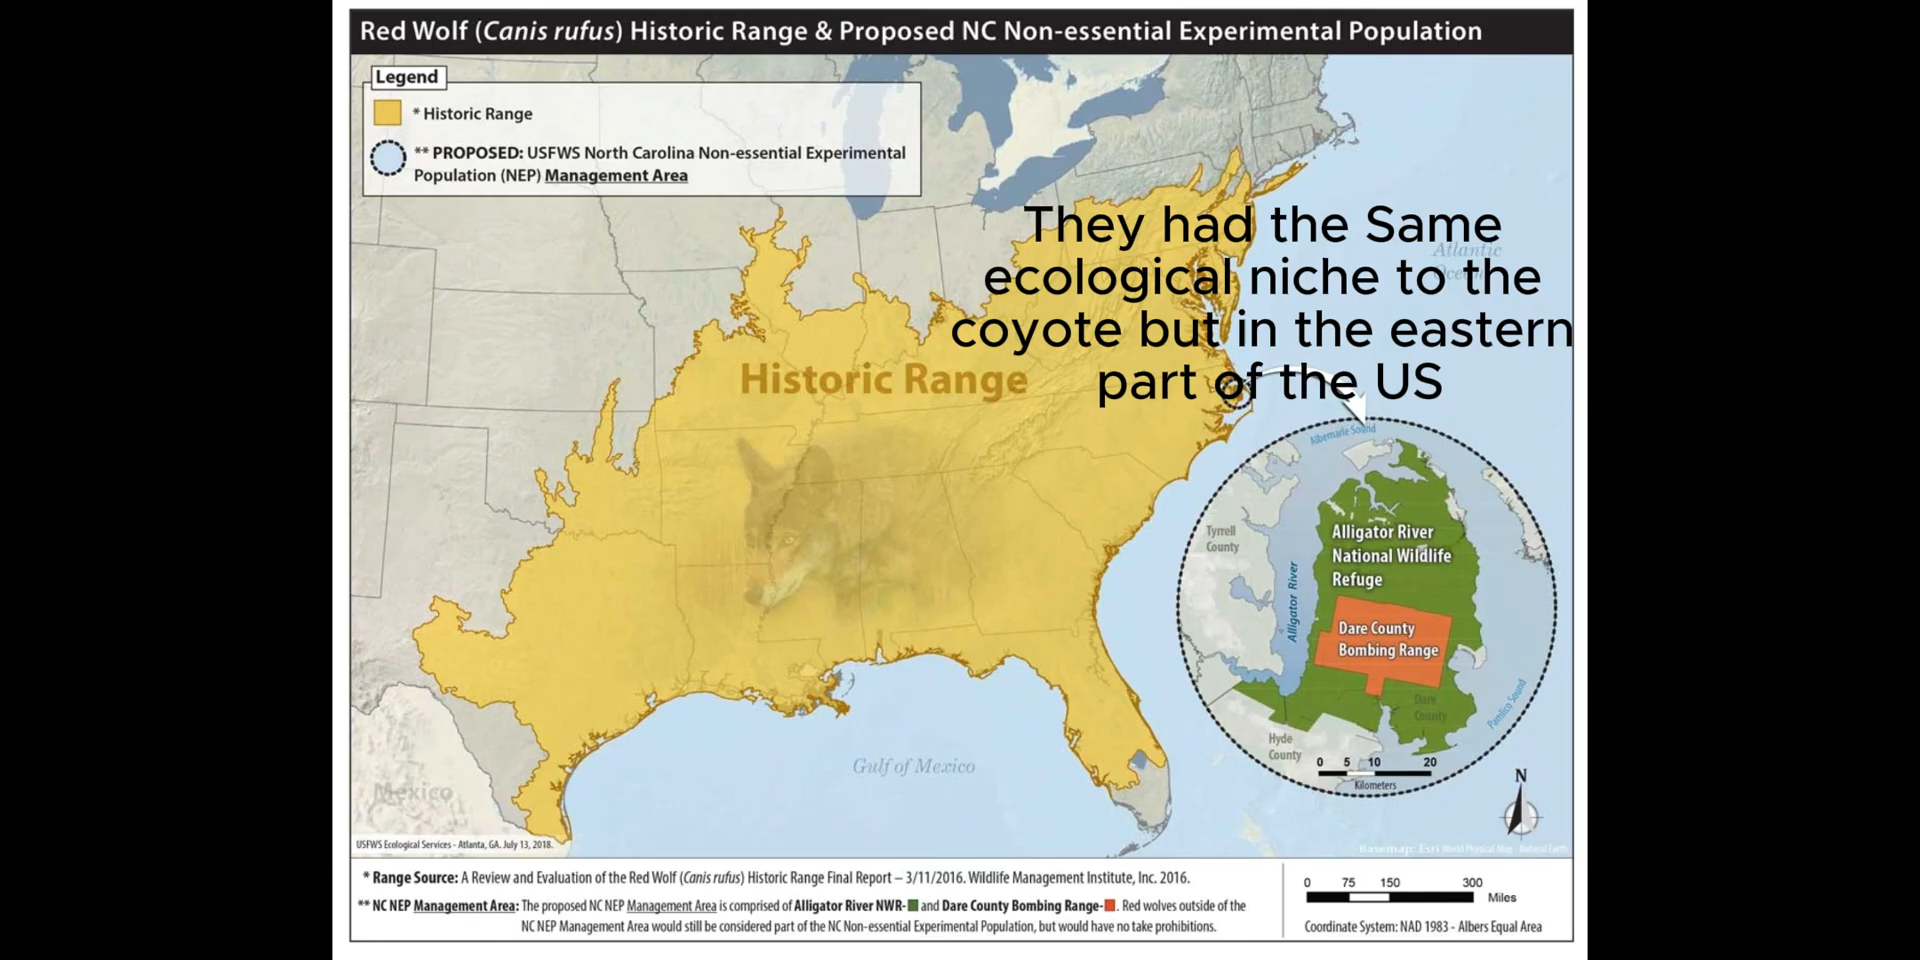 Red Wolf (Canis rufus) Historic Range & Proposed NC Non-essential Experimental Population
Legend
* Historic Range
** PROPOSED: USFWS North Carolina Non-essential Experimental
Population (NEP) Management Area
They had the Same
ecological niche to the
coyote but in the eastern
part of the US
Atlantic
Ocean
Historic Range
Albemarle Sound
Tyrrell
County
Alligator River
Alligator River
National Wildlife
Refuge
Dare County
Bombing Range
Dare
County
Pamlico Sound
Hyde
County
0 5 10 20
Kilometers
Gulf of Mexico
Mexico
N
USFWS Ecological Services - Atlanta, GA. July 13, 2018.
Basemap: Esri World Physical Map | Natural Earth
* Range Source: A Review and Evaluation of the Red Wolf (Canis rufus) Historic Range Final Report – 3/11/2016. Wildlife Management Institute, Inc. 2016.
** NC NEP Management Area: The proposed NC NEP Management Area is comprised of Alligator River NWR- and Dare County Bombing Range- . Red wolves outside of the
NC NEP Management Area would still be considered part of the NC Non-essential Experimental Population, but would have no take prohibitions.
0 75 150 300
Miles
Coordinate System: NAD 1983 - Albers Equal Area